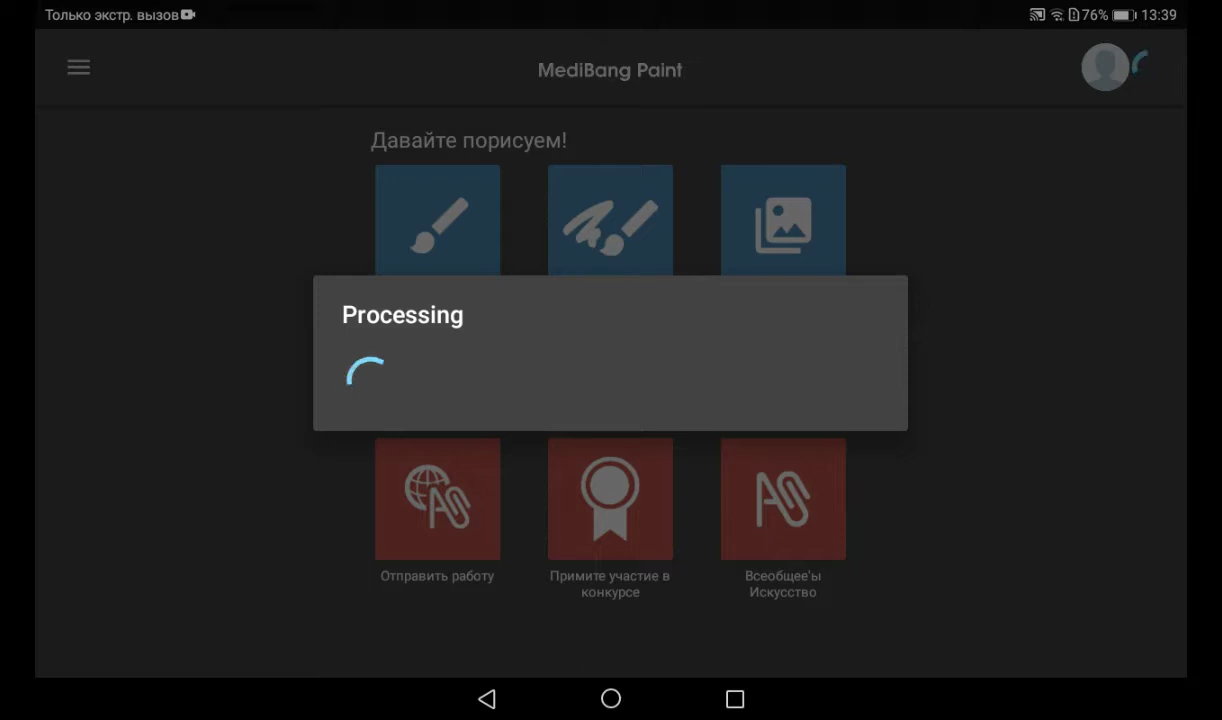 Только экстр. вызов
76% 13:39
MediBang Paint
Давайте порисуем!
Processing
Отправить работу
Примите участие в
конкурсе
Всеобщее'ы
Искусство